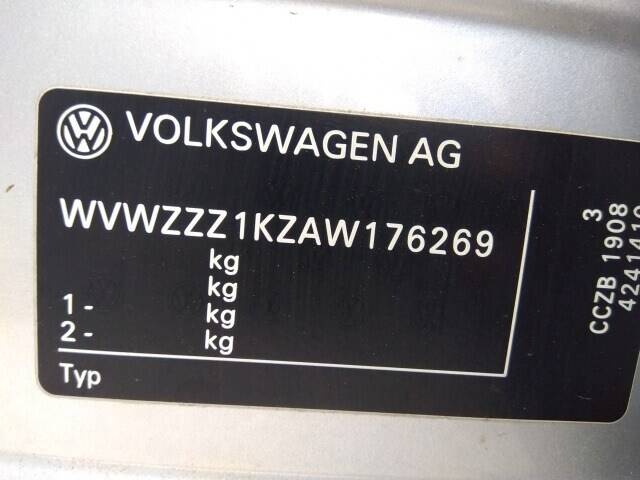 VOLKSWAGEN AG
WVWZZZ1KZAW176269
kg
kg
1- kg
2- kg
Typ
3
CCZB 1908